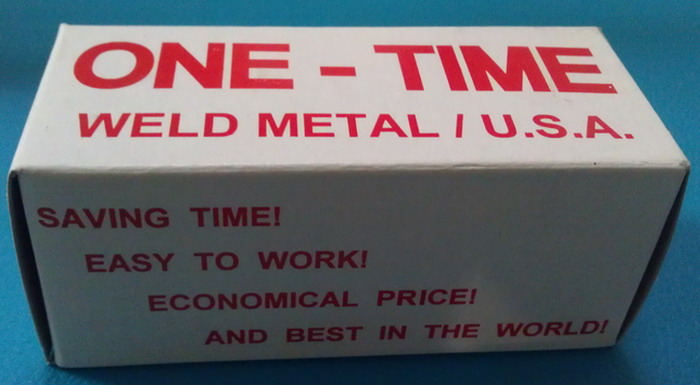 ONE - TIME
WELD METAL / U.S.A.
SAVING TIME!
EASY TO WORK!
ECONOMICAL PRICE!
AND BEST IN THE WORLD!